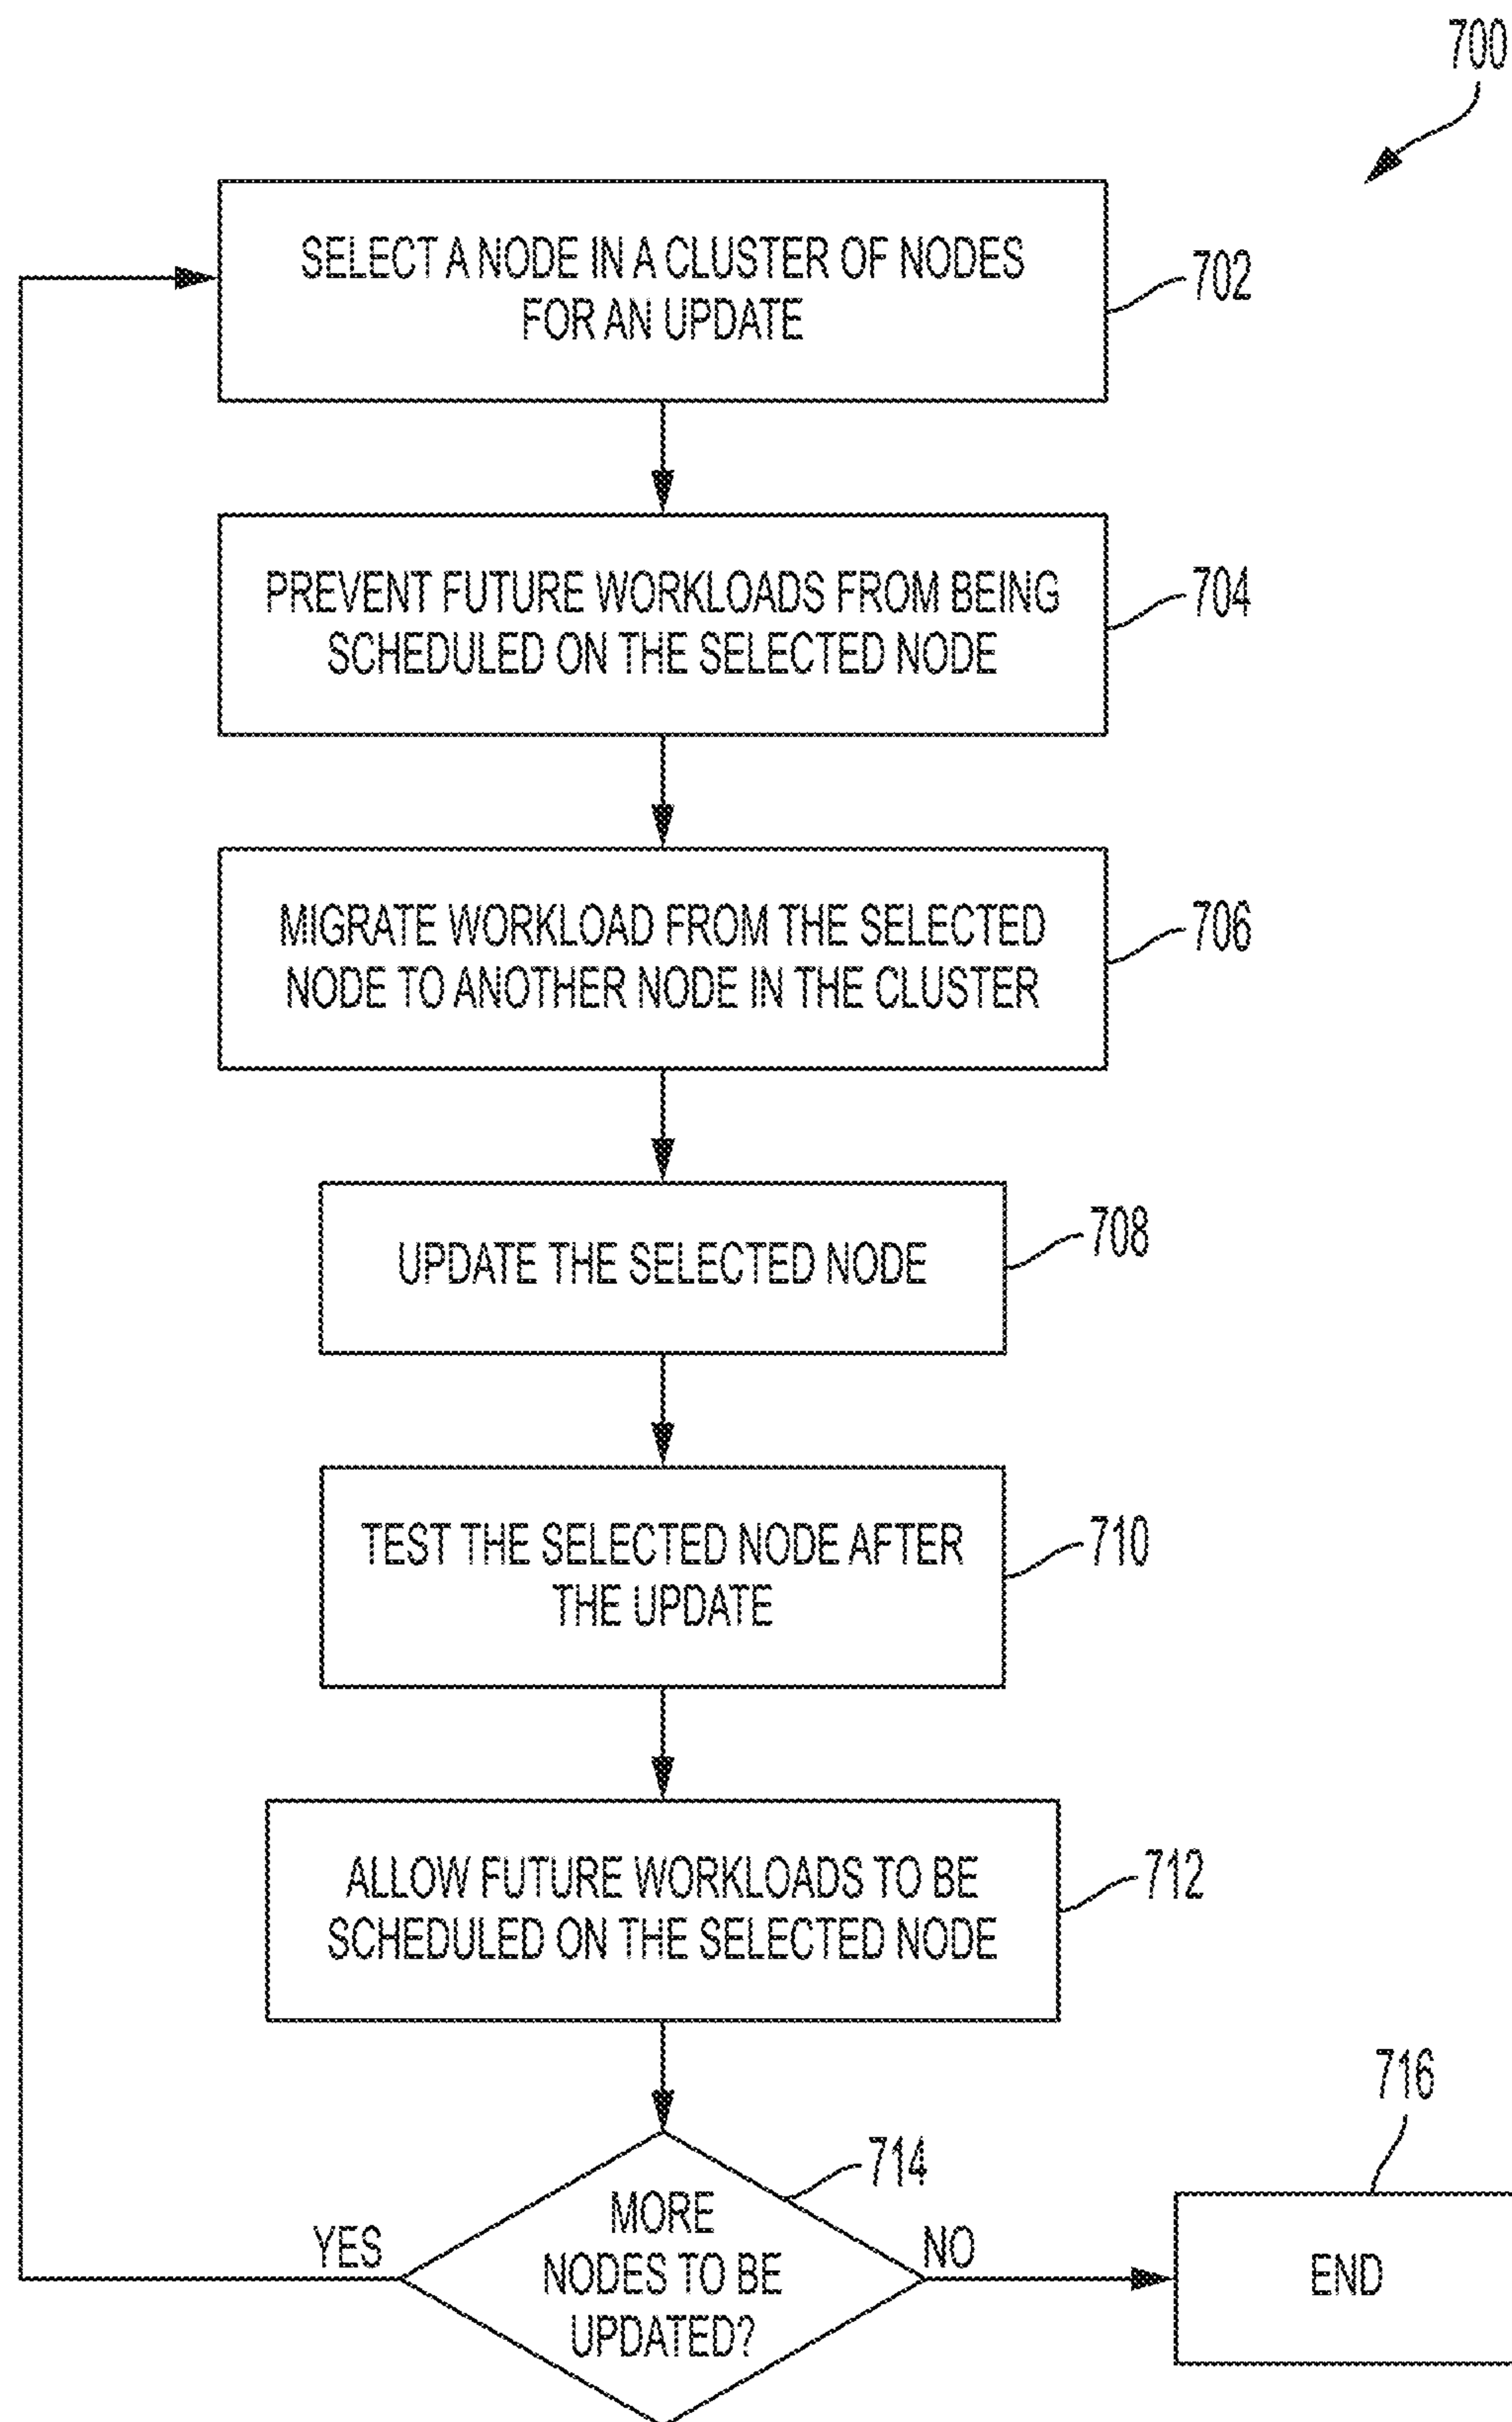 700
SELECT A NODE IN A CLUSTER OF NODES
FOR AN UPDATE
702
PREVENT FUTURE WORKLOADS FROM BEING
SCHEDULED ON THE SELECTED NODE
704
MIGRATE WORKLOAD FROM THE SELECTED
NODE TO ANOTHER NODE IN THE CLUSTER
706
UPDATE THE SELECTED NODE
708
TEST THE SELECTED NODE AFTER
THE UPDATE
710
ALLOW FUTURE WORKLOADS TO BE
SCHEDULED ON THE SELECTED NODE
712
714
716
YES
MORE
NODES TO BE
UPDATED?
NO
END